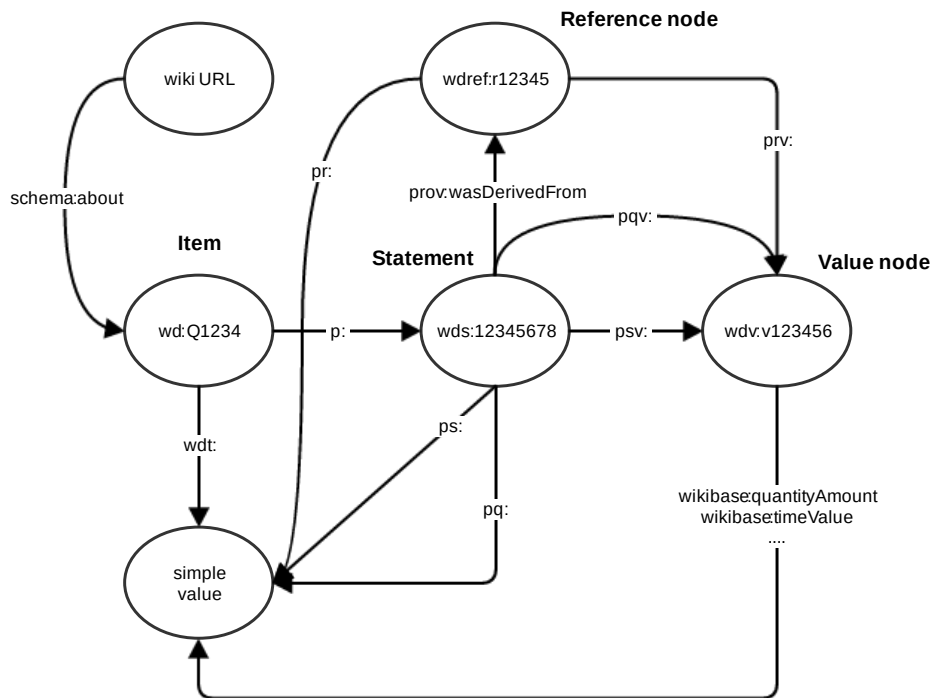 Reference node
wiki URL
wdref:r12345
prv:
pr:
schema:about
prov:wasDerivedFrom
pqv:
Item
Statement
Value node
wd:Q1234
p:
wds:12345678
psv:
wdv:v123456
ps:
wdt:
pq:
wikibase:quantityAmount
wikibase:timeValue
....
simple
value